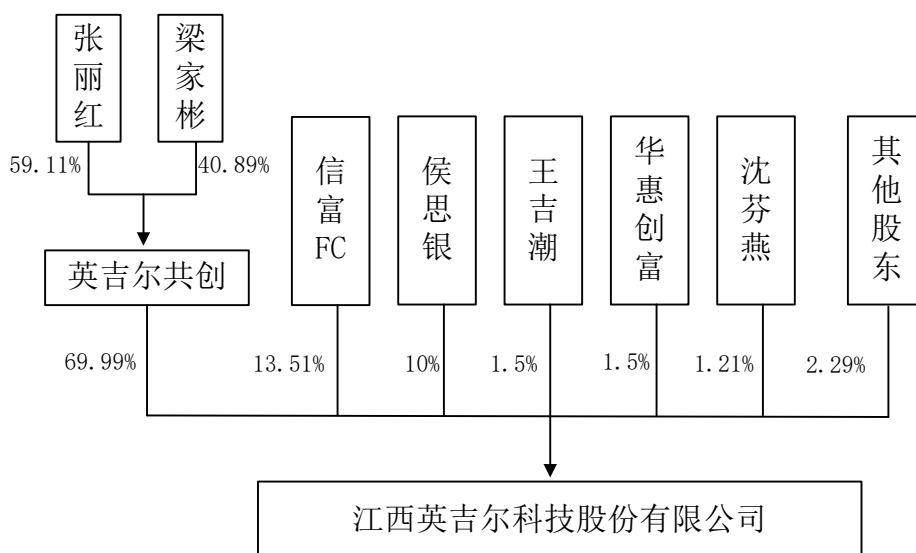 张丽红
梁家彬
59.11%
40.89%
英吉尔共创
信富FC
侯思银
王吉潮
华惠创富
沈芬燕
其他股东
69.99%
13.51%
10%
1.5%
1.5%
1.21%
2.29%
江西英吉尔科技股份有限公司